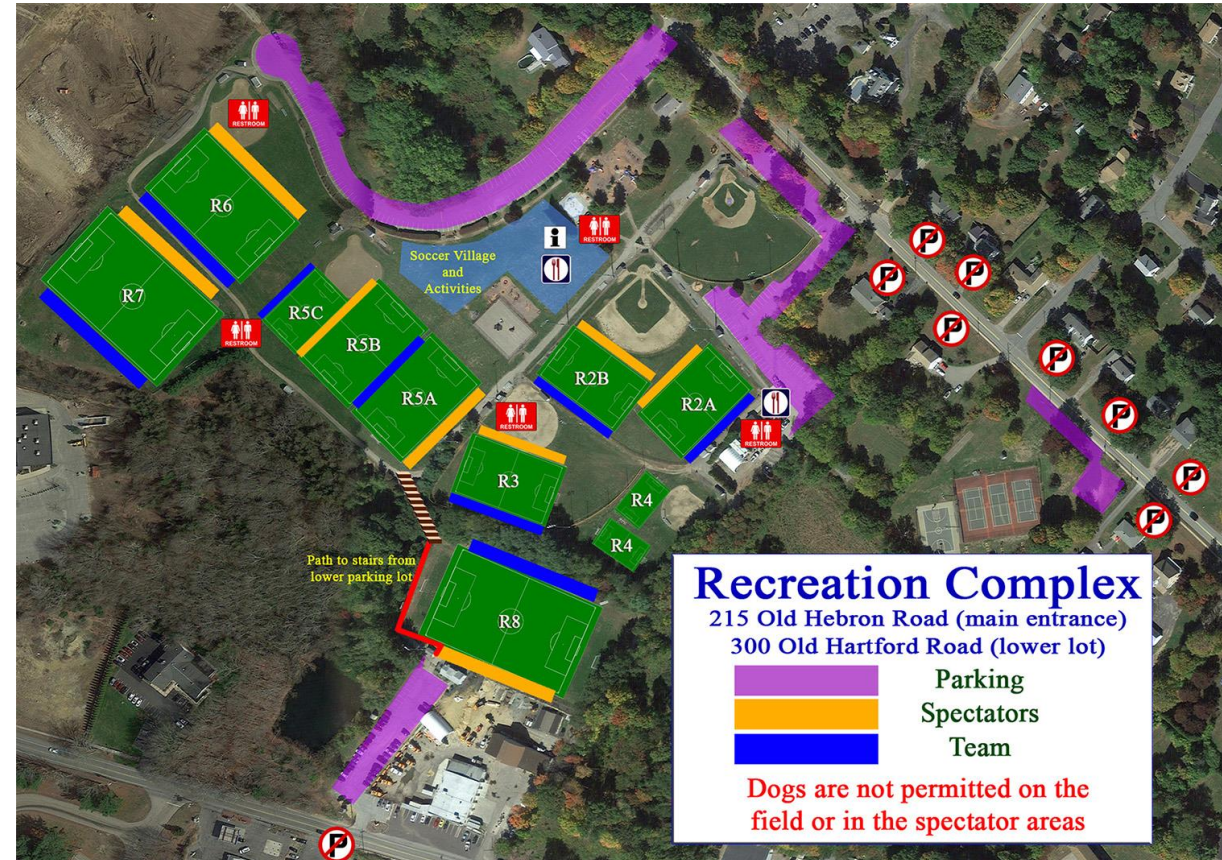 RESTROOM
R6
R7
RESTROOM
R5C
R5B
R5A
Soccer Village
and
Activities
i
RESTROOM
R2B
R2A
RESTROOM
RESTROOM
R3
R4
R4
Path to stairs from
lower parking lot
R8
P
P
P
P
P
P
P
P
P
Recreation Complex
215 Old Hebron Road (main entrance)
300 Old Hartford Road (lower lot)
Parking
Spectators
Team
Dogs are not permitted on the
field or in the spectator areas